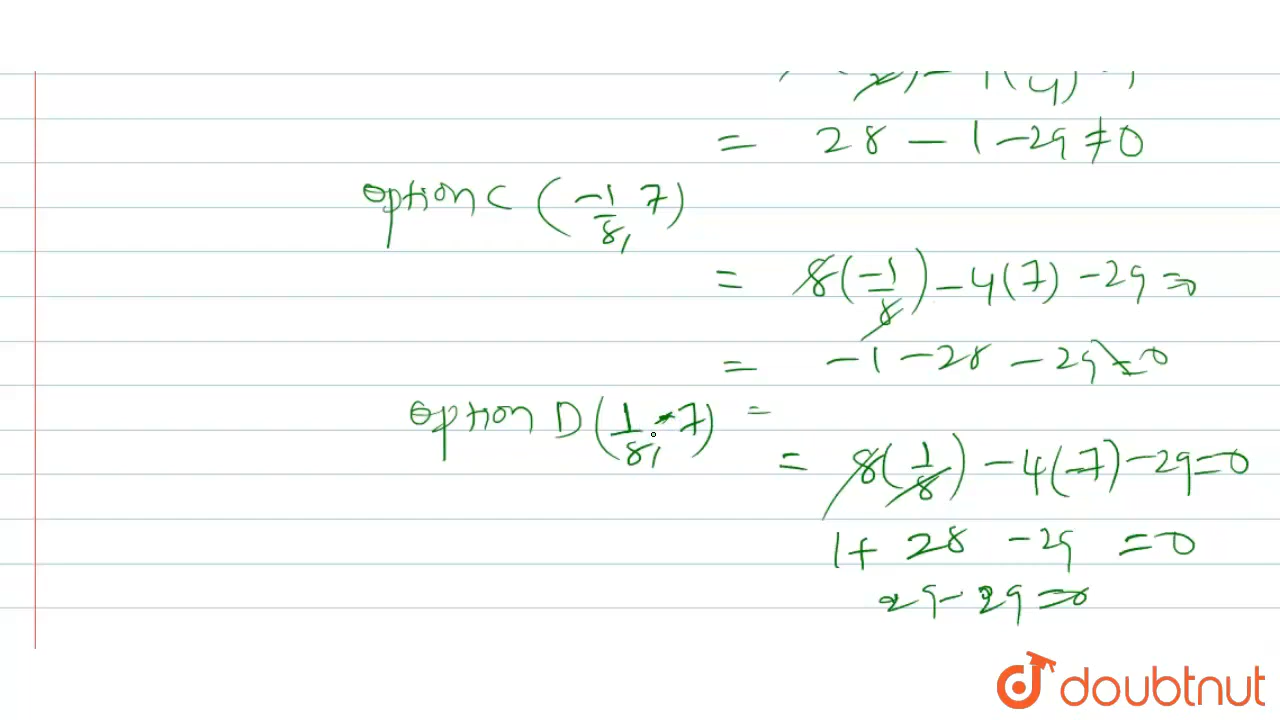 = 28 - 1 - 29 ≠ 0
option C (-1/8, 7)
= 8(-1/8) - 4(7) - 29 = 0
= -1 - 28 - 29 ≠ 0
option D (1/8, -7) =
= 8(1/8) - 4(-7) - 29 = 0
1 + 28 - 29 = 0
29 - 29 = 0
doubtnut